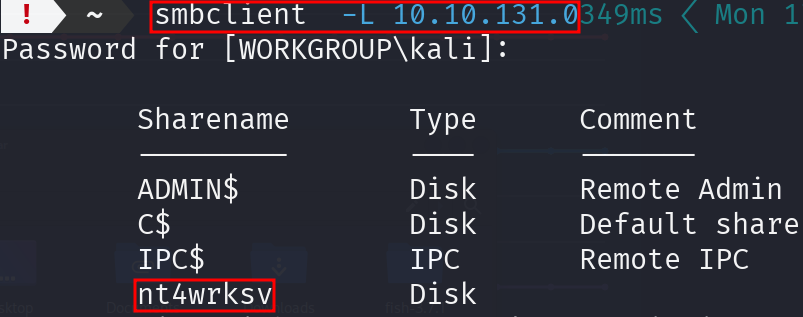 ! ~ smbclient -L 10.10.131.0 349ms Mon 1
Password for [WORKGROUP\kali]:
Sharename Type Comment
ADMIN$ Disk Remote Admin
C$ Disk Default share
IPC$ IPC Remote IPC
nt4wrksv Disk